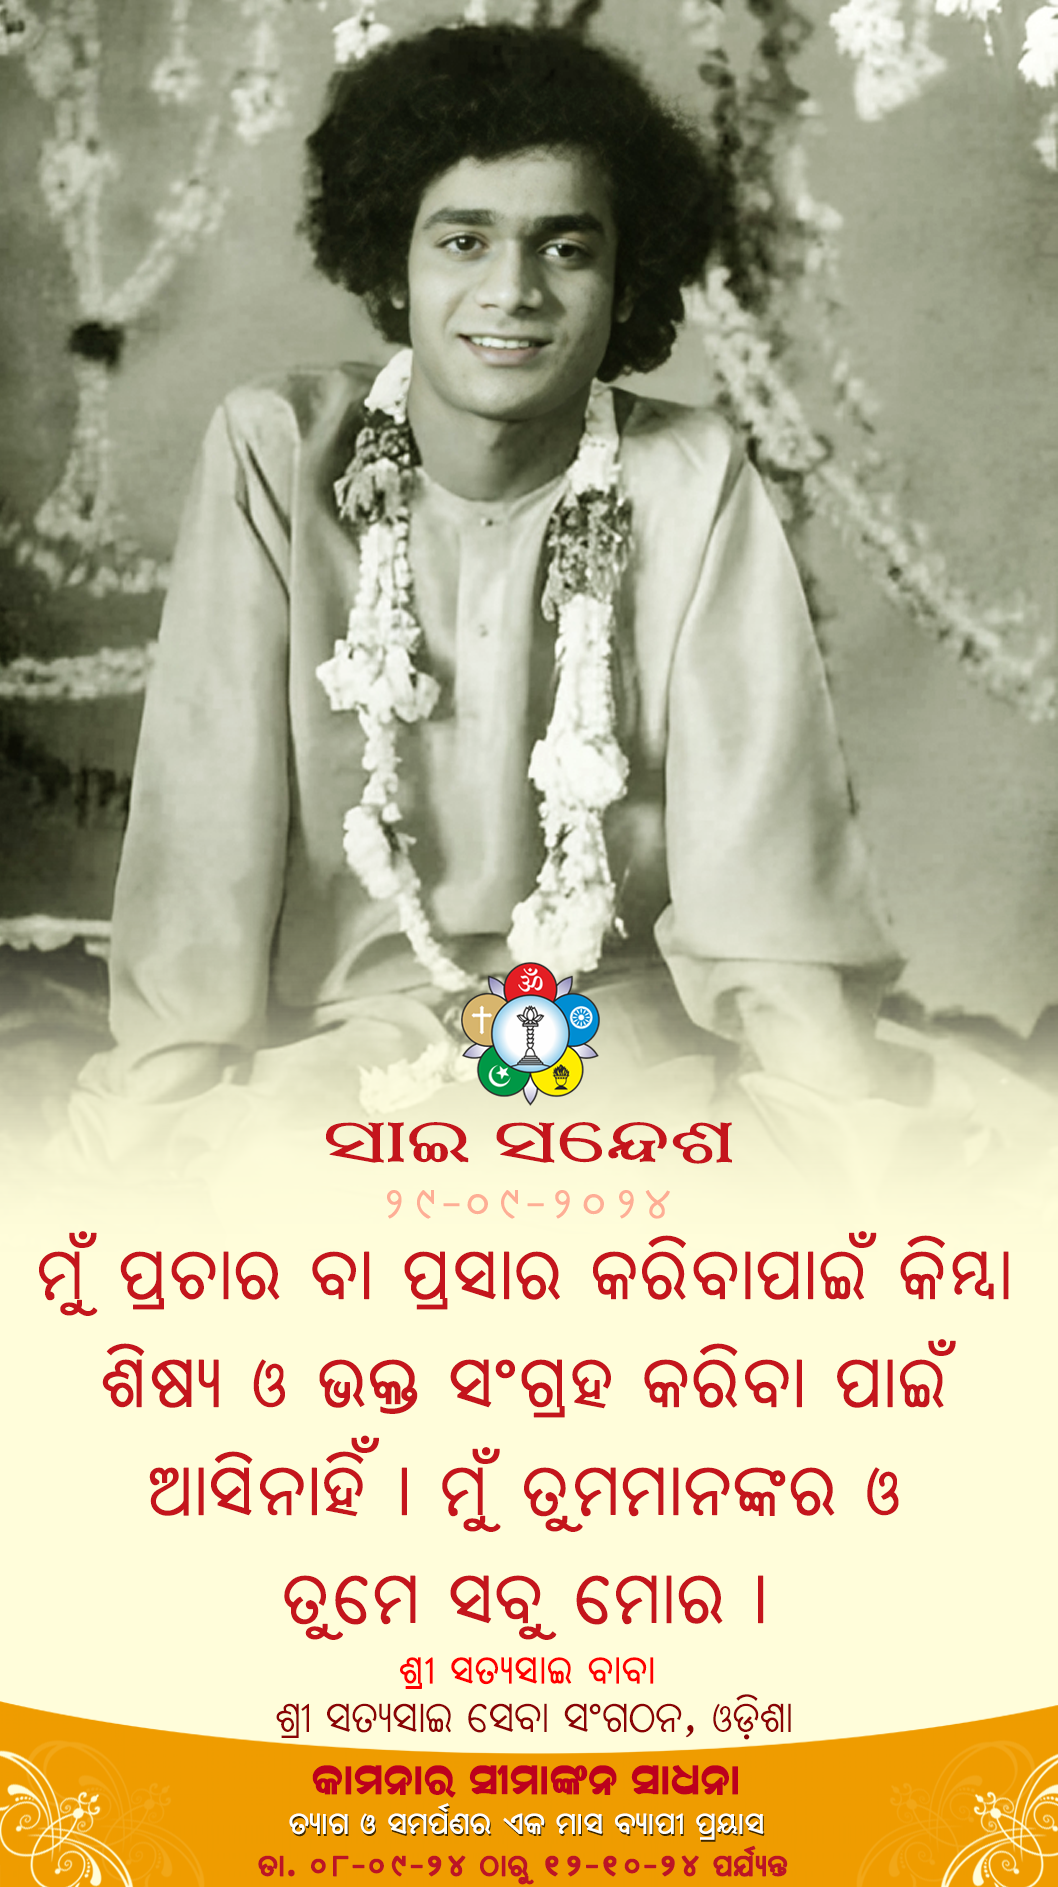 ॐ
ସାଇ ସନ୍ଦେଶ
୨୯-୦୯-୨୦୨୪
ମୁଁ ପ୍ରଚାର ବା ପ୍ରସାର କରିବାପାଇଁ କିମ୍ବା
ଶିଷ୍ୟ ଓ ଭକ୍ତ ସଂଗ୍ରହ କରିବା ପାଇଁ
ଆସିନାହିଁ । ମୁଁ ତୁମମାନଙ୍କର ଓ
ତୁମେ ସବୁ ମୋର ।
ଶ୍ରୀ ସତ୍ୟସାଇ ବାବା
ଶ୍ରୀ ସତ୍ୟସାଇ ସେବା ସଂଗଠନ, ଓଡ଼ିଶା
କାମନାର ସୀମାଙ୍କନ ସାଧନା
ତ୍ୟାଗ ଓ ସମର୍ପଣର ଏକ ମାସ ବ୍ୟାପୀ ପ୍ରୟାସ
ତା. ୦୮-୦୯-୨୪ ଠାରୁ ୧୨-୧୦-୨୪ ପର୍ଯ୍ୟନ୍ତ